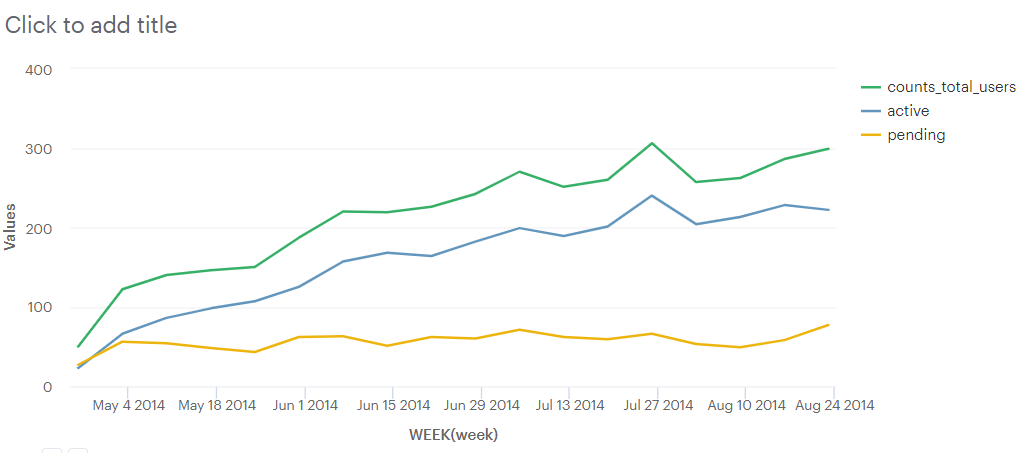 Click to add title
400
300
200
100
0
Values
counts_total_users
active
pending
May 4 2014 May 18 2014 Jun 1 2014 Jun 15 2014 Jun 29 2014 Jul 13 2014 Jul 27 2014 Aug 10 2014 Aug 24 2014
WEEK(week)